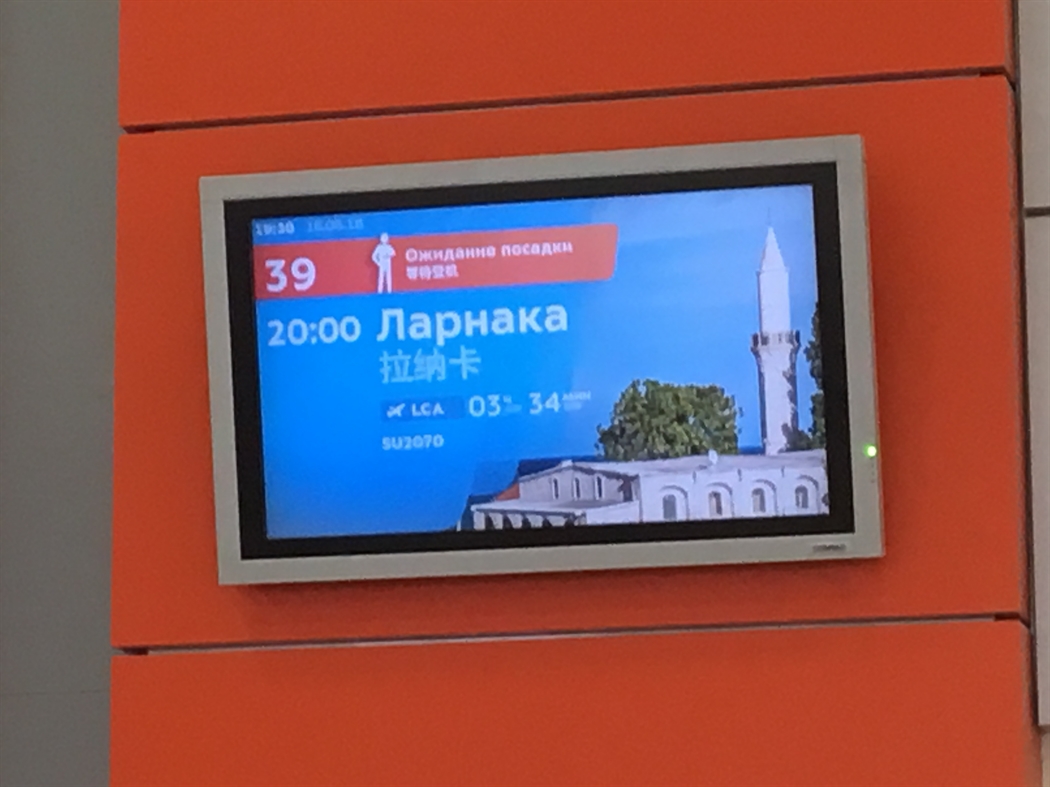 19:30
39 Ожидание посадки
等待登机
20:00 Ларнака
拉纳卡
LCA 03 34
SU2070